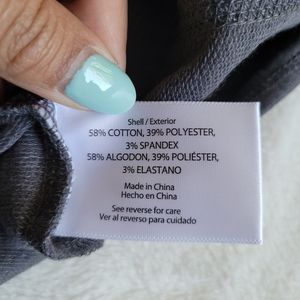 Shell / Exterior
58% COTTON, 39% POLYESTER,
3% SPANDEX
58% ALGODON, 39% POLIÉSTER,
3% ELASTANO
Made in China
Hecho en China
See reverse for care
Ver al reverso para cuidado